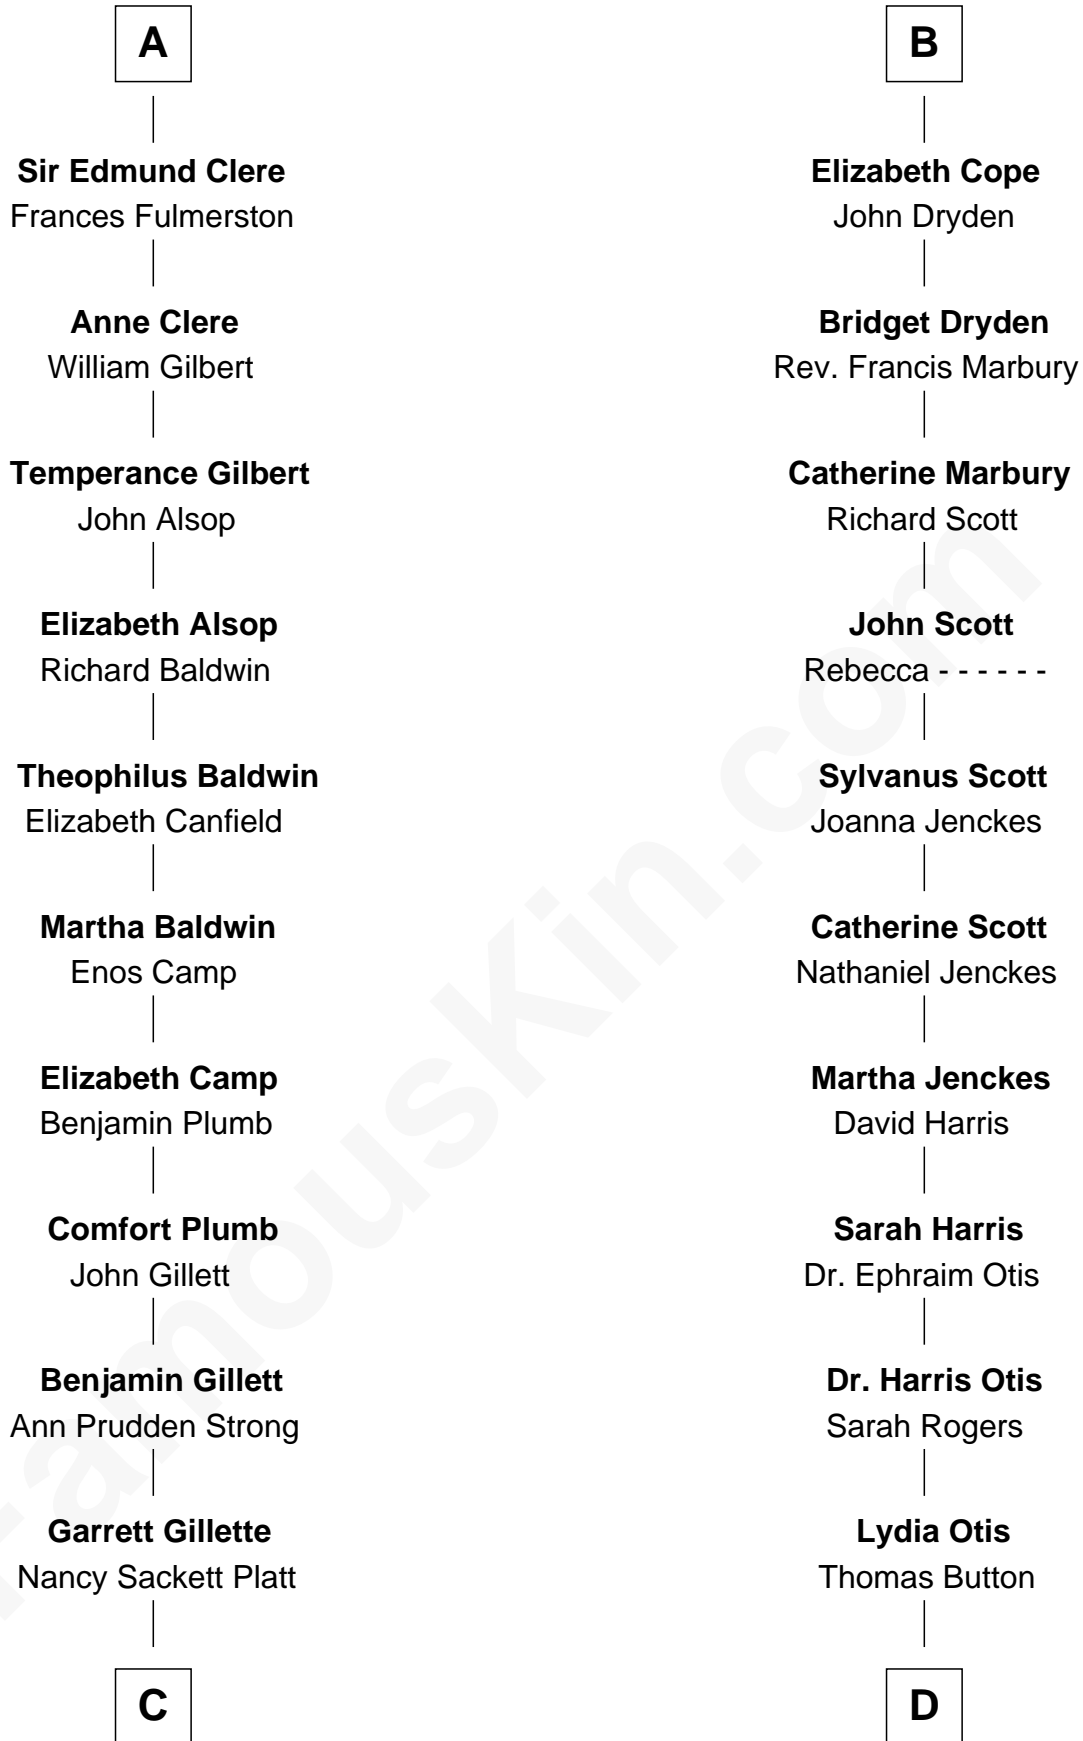 A
Sir Edmund Clere
Frances Fulmerston
Anne Clere
William Gilbert
Temperance Gilbert
John Alsop
Elizabeth Alsop
Richard Baldwin
Theophilus Baldwin
Elizabeth Canfield
Martha Baldwin
Enos Camp
Elizabeth Camp
Benjamin Plumb
Comfort Plumb
John Gillett
Benjamin Gillett
Ann Prudden Strong
Garrett Gillette
Nancy Sackett Platt
C
B
Elizabeth Cope
John Dryden
Bridget Dryden
Rev. Francis Marbury
Catherine Marbury
Richard Scott
John Scott
Rebecca - - - - - -
Sylvanus Scott
Joanna Jenckes
Catherine Scott
Nathaniel Jenckes
Martha Jenckes
David Harris
Sarah Harris
Dr. Ephraim Otis
Dr. Harris Otis
Sarah Rogers
Lydia Otis
Thomas Button
D
FamousKin.com